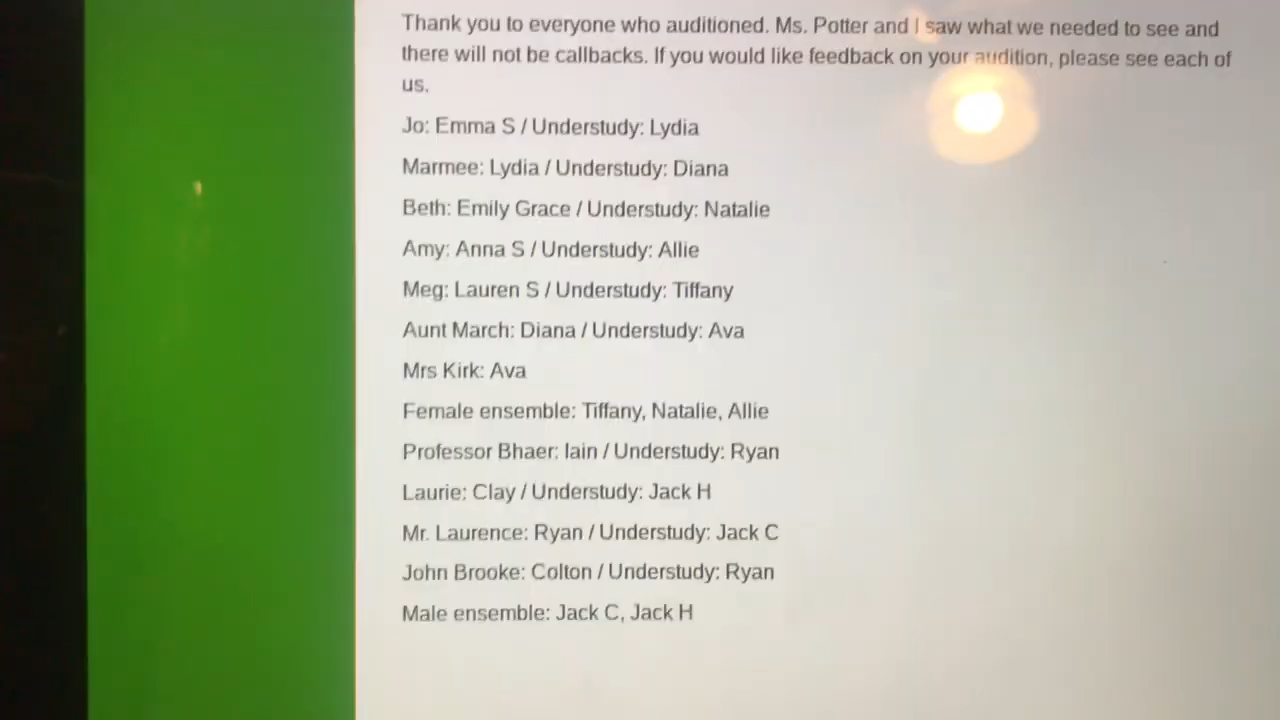 Thank you to everyone who auditioned. Ms. Potter and I saw what we needed to see and
there will not be callbacks. If you would like feedback on your audition, please see each of
us.
Jo: Emma S / Understudy: Lydia
Marmee: Lydia / Understudy: Diana
Beth: Emily Grace / Understudy: Natalie
Amy: Anna S / Understudy: Allie
Meg: Lauren S / Understudy: Tiffany
Aunt March: Diana / Understudy: Ava
Mrs Kirk: Ava
Female ensemble: Tiffany, Natalie, Allie
Professor Bhaer: Iain / Understudy: Ryan
Laurie: Clay / Understudy: Jack H
Mr. Laurence: Ryan / Understudy: Jack C
John Brooke: Colton / Understudy: Ryan
Male ensemble: Jack C, Jack H